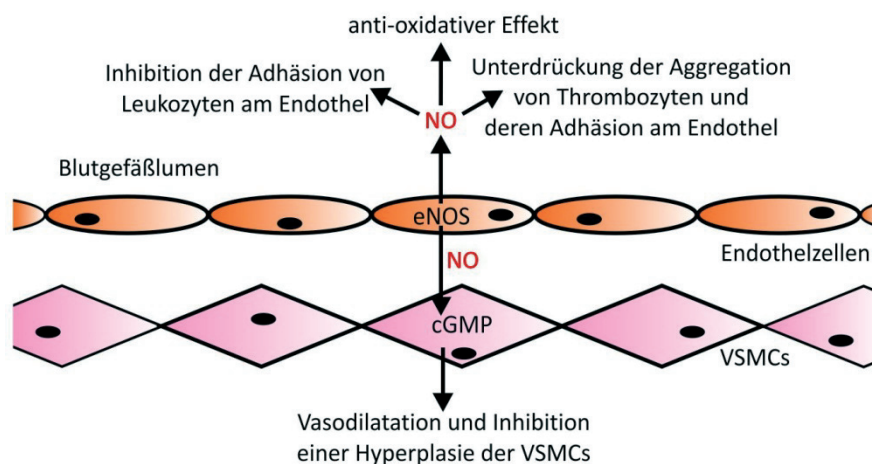 anti-oxidativer Effekt
Inhibition der Adhäsion von
Leukozyten am Endothel
Unterdrückung der Aggregation
von Thrombozyten und
deren Adhäsion am Endothel
NO
Blutgefäßlumen
eNOS
NO
Endothelzellen
cGMP
VSMCs
Vasodilatation und Inhibition
einer Hyperplasie der VSMCs